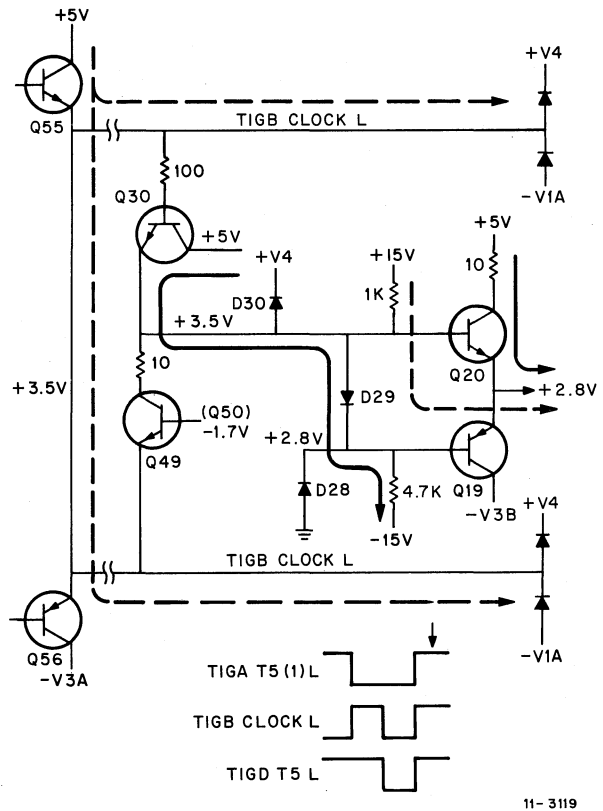 +5V
Q55
+V4
TIGB CLOCK L
-V1A
100
Q30
+5V
+5V
+V4
+15V
10
D30
1K
+3.5V
Q20
10
+3.5V
D29
+2.8V
(Q50)
-1.7V
+2.8V
Q49
Q19
D28
4.7K
-V3B
-15V
+V4
TIGB CLOCK L
Q56
-V3A
-V1A
TIGA T5(1)L
TIGB CLOCK L
TIGD T5 L
11-3119